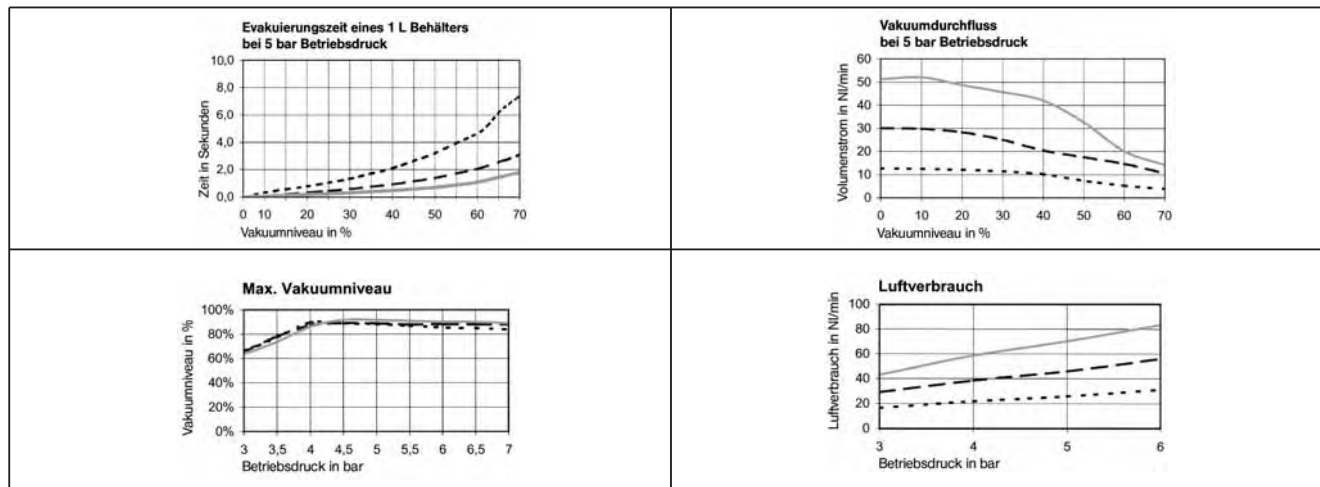 Evakuierungszeit eines 1 L Behälters
bei 5 bar Betriebsdruck
Zeit in Sekunden
10,0
8,0
6,0
4,0
2,0
0,0
0 10 20 30 40 50 60 70
Vakuumniveau in %
Vakuumdurchfluss
bei 5 bar Betriebsdruck
Volumenstrom in Nl/min
60
50
40
30
20
10
0
0 10 20 30 40 50 60 70
Vakuumniveau in %
Max. Vakuumniveau
Vakuumniveau in %
100%
80%
60%
40%
20%
0%
3 3,5 4 4,5 5 5,5 6 6,5 7
Betriebsdruck in bar
Luftverbrauch
Luftverbrauch in Nl/min
100
80
60
40
20
0
3 4 5 6
Betriebsdruck in bar